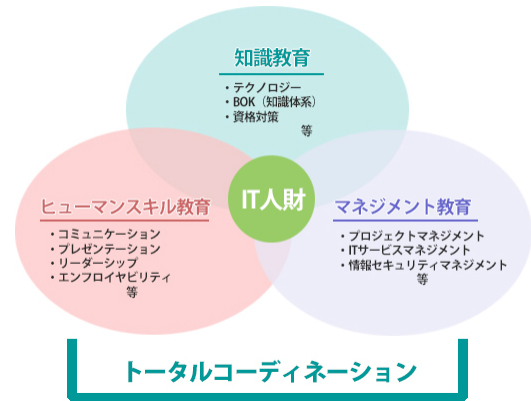 知識教育
・テクノロジー
・BOK（知識体系）
・資格対策
等
IT人財
ヒューマンスキル教育
・コミュニケーション
・プレゼンテーション
・リーダーシップ
・エンフロイヤビリティ
等
マネジメント教育
・プロジェクトマネジメント
・ITサービスマネジメント
・情報セキュリティマネジメント
等
トータルコーディネーション